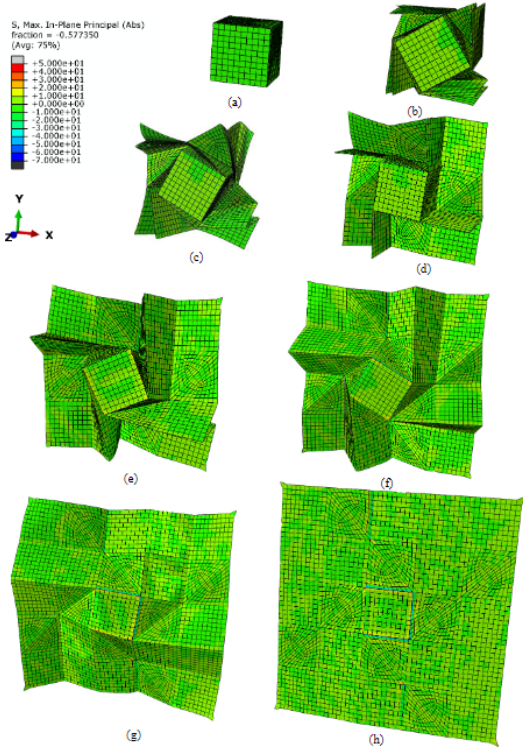 S, Max. In-Plane Principal (Abs)
fraction = -0.577350
(Avg: 75%)
+5.000e+01
+4.000e+01
+3.000e+01
+2.000e+01
+1.000e+01
+0.000e+00
-1.000e+01
-2.000e+01
-3.000e+01
-4.000e+01
-5.000e+01
-6.000e+01
-7.000e+01
(a)
(b)
Y
Z
X
(c)
(d)
(e)
(f)
(g)
(h)